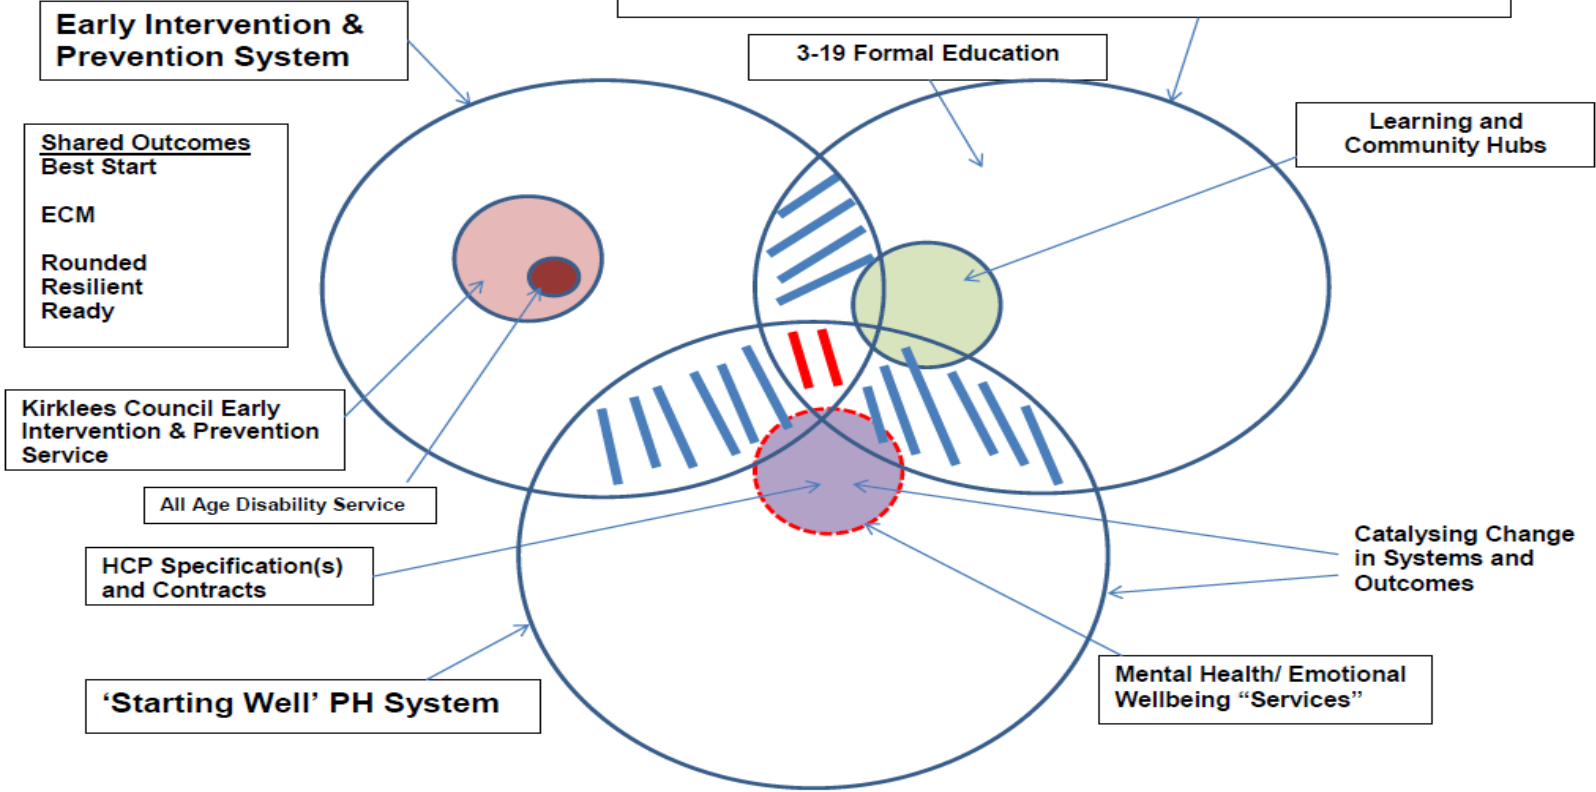 Early Intervention &
Prevention System
3-19 Formal Education
Learning and
Community Hubs
Shared Outcomes
Best Start
ECM
Rounded
Resilient
Ready
Kirklees Council Early
Intervention & Prevention
Service
All Age Disability Service
HCP Specification(s)
and Contracts
Catalysing Change
in Systems and
Outcomes
‘Starting Well’ PH System
Mental Health/ Emotional
Wellbeing “Services”